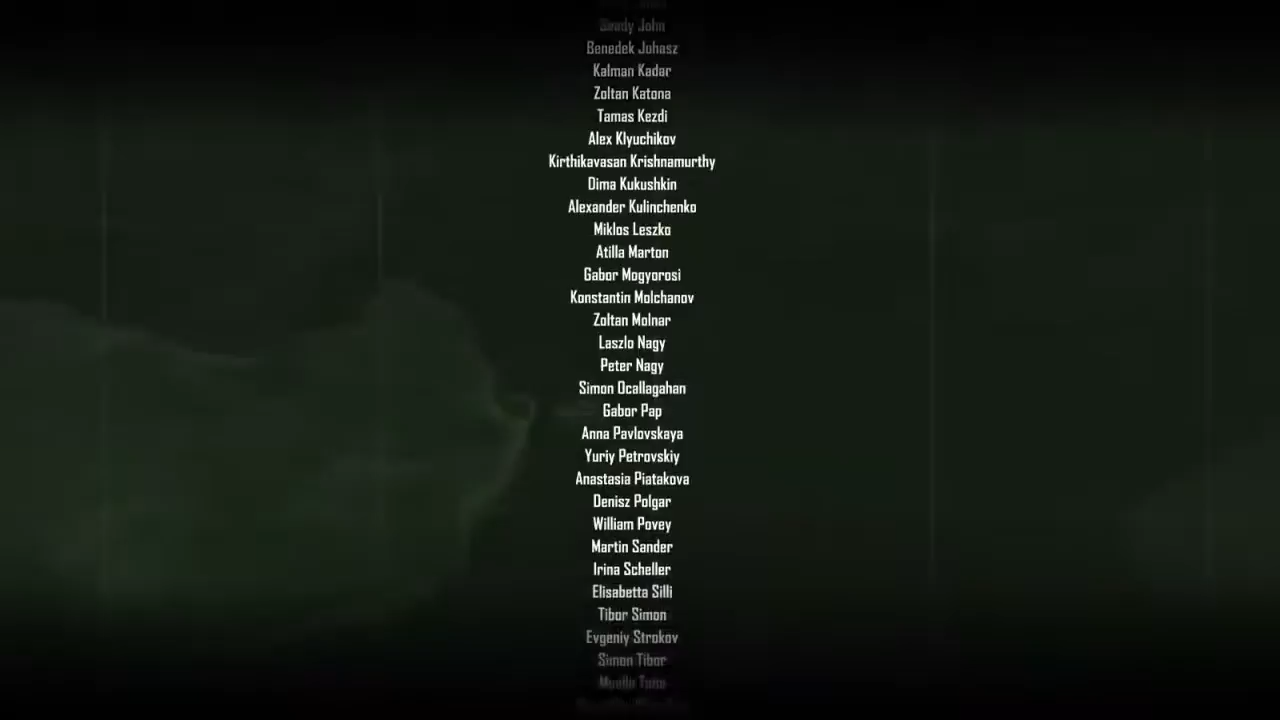 John
Benedek Juhasz
Kalman Kadar
Zoltan Katona
Tamas Kezdi
Alex Klyuchikov
Kirthikavasan Krishnamurthy
Dima Kukushkin
Alexander Kulinchenko
Miklos Leszko
Atilla Marton
Gabor Mogyorosi
Konstantin Molchanov
Zoltan Molnar
Laszlo Nagy
Peter Nagy
Simon Ocallagahan
Gabor Pap
Anna Pavlovskaya
Yuriy Petrovskiy
Anastasia Piatakova
Denisz Polgar
William Povey
Martin Sander
Irina Scheller
Elisabetta Silli
Tibor Simon
Evgeniy Strokov
Simon Tibor